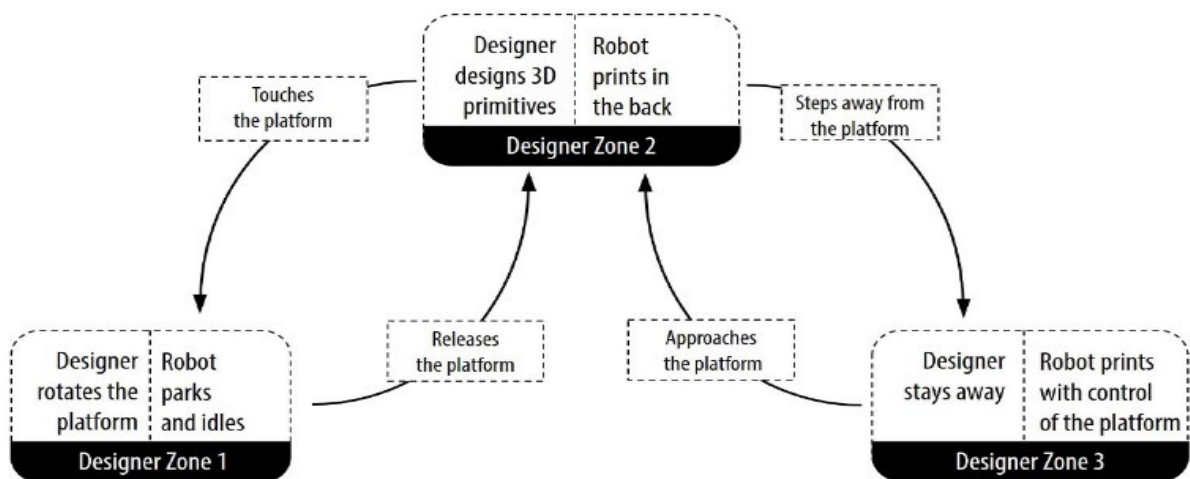 Designer
designs 3D
primitives
Robot
prints in
the back
Designer Zone 2
Touches
the platform
Steps away from
the platform
Releases
the platform
Approaches
the platform
Designer
rotates the
platform
Robot
parks
and idles
Designer Zone 1
Designer
stays away
Robot prints
with control
of the platform
Designer Zone 3